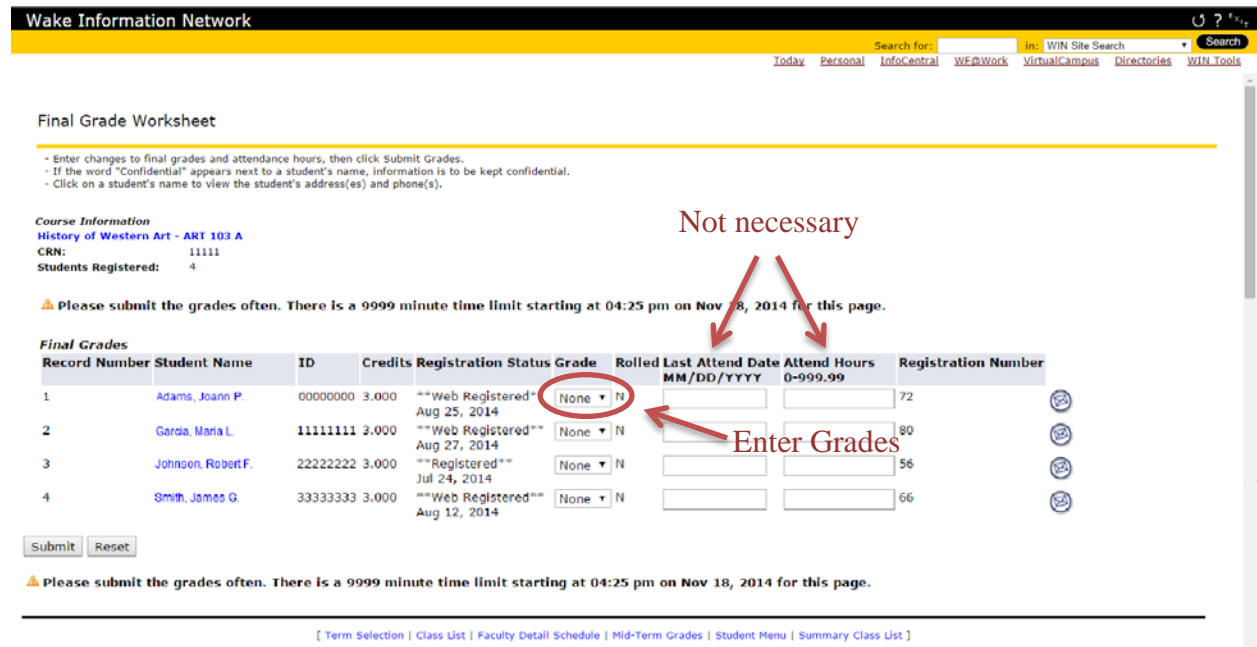 Wake Information Network
? EXIT
Search for: in: WIN Site Search Search
Today Personal InfoCentral WF@Work VirtualCampus Directories WIN Tools
Final Grade Worksheet
- Enter changes to final grades and attendance hours, then click Submit Grades.
- If the word "Confidential" appears next to a student's name, information is to be kept confidential.
- Click on a student's name to view the student's address(es) and phone(s).
Course Information
History of Western Art - ART 103 A
CRN: 11111
Students Registered: 4
Not necessary
Please submit the grades often. There is a 9999 minute time limit starting at 04:25 pm on Nov 18, 2014 for this page.
Final Grades
Record Number Student Name ID Credits Registration Status Grade Rolled Last Attend Date Attend Hours Registration Number
MM/DD/YYYY 0-999.99
1 Adams, Joann P. 00000000 3.000 **Web Registered* None N 72
Aug 25, 2014
2 Garcia, Maria L. 11111111 3.000 **Web Registered** None N 80
Aug 27, 2014
Enter Grades
3 Johnson, Robert F. 22222222 3.000 **Registered** None N 56
Jul 24, 2014
4 Smith, James G. 33333333 3.000 **Web Registered** None N 66
Aug 12, 2014
Submit Reset
Please submit the grades often. There is a 9999 minute time limit starting at 04:25 pm on Nov 18, 2014 for this page.
[ Term Selection | Class List | Faculty Detail Schedule | Mid-Term Grades | Student Menu | Summary Class List ]